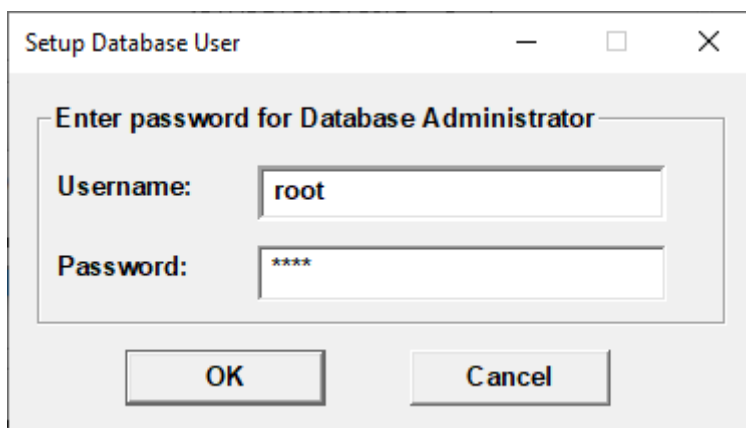 Setup Database User
Enter password for Database Administrator
Username: root
Password: ****
OK Cancel